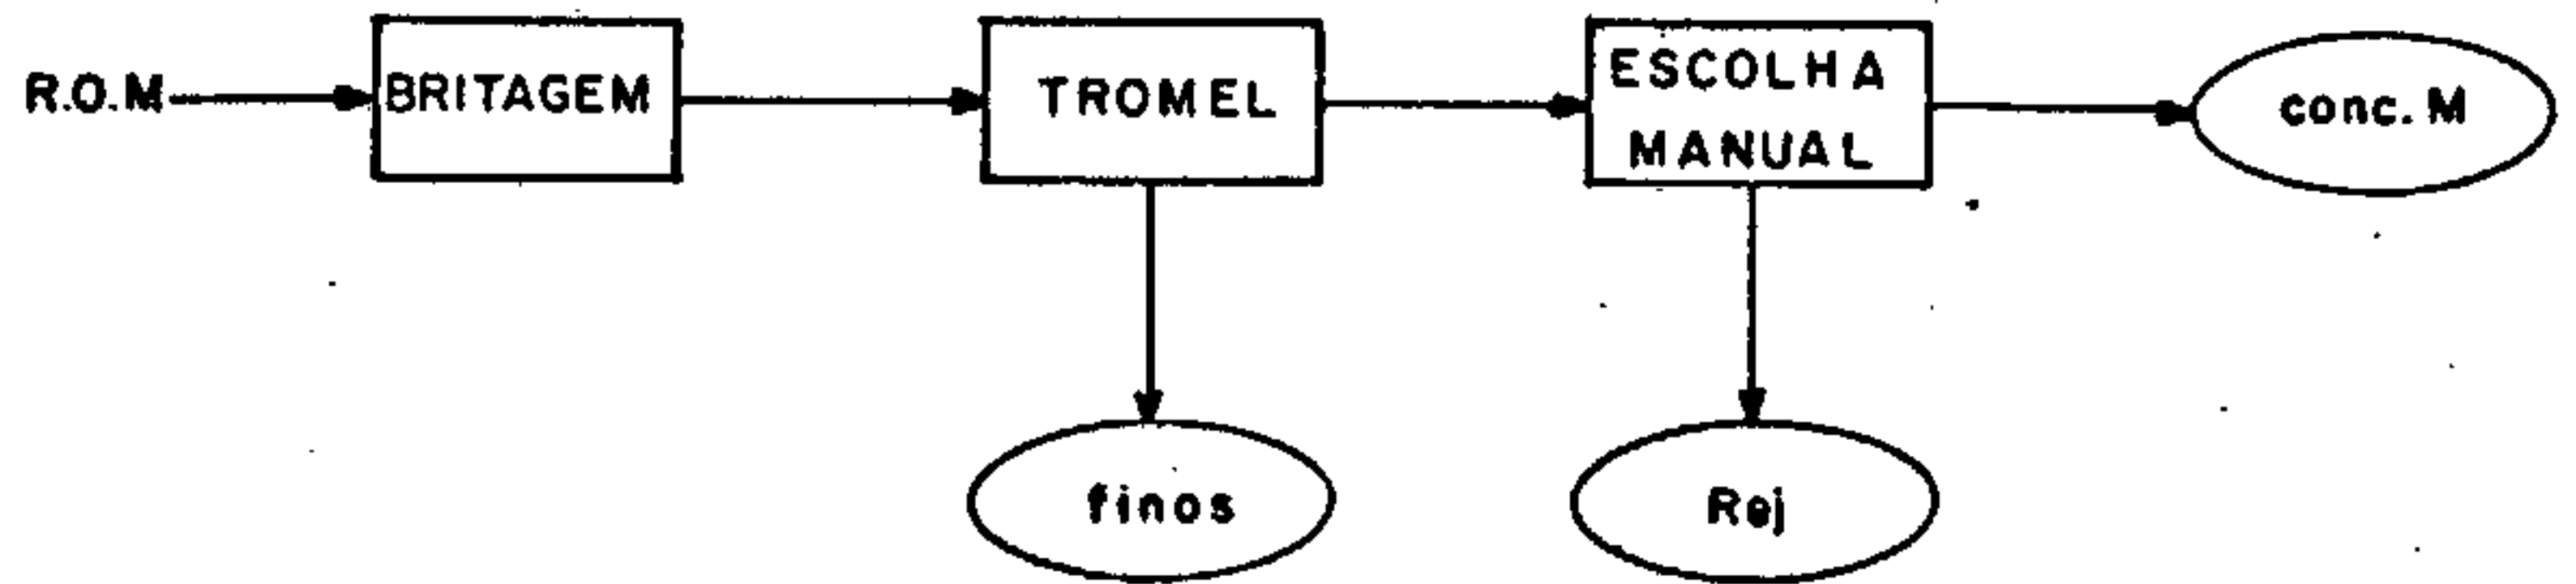 R.O.M
BRITAGEM
TROMEL
ESCOLHA
MANUAL
conc. M
finos
Rej